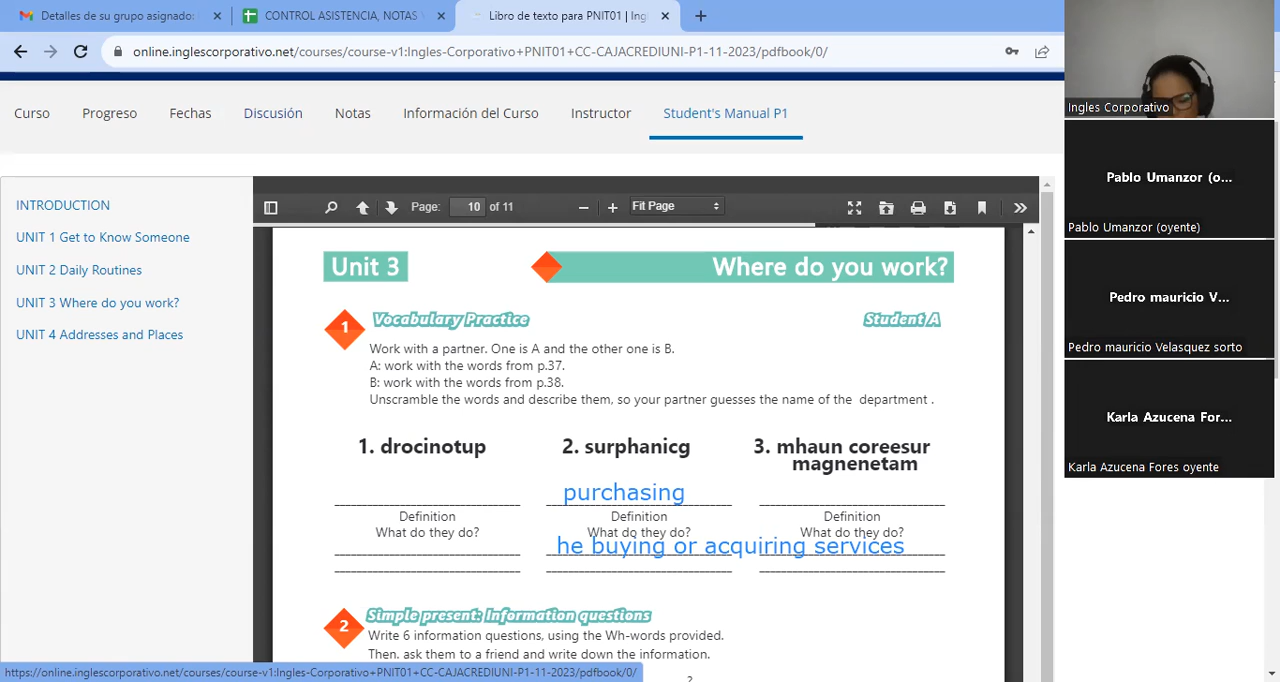 Detalles de su grupo asignado:
CONTROL ASISTENCIA, NOTAS
Libro de texto para PNIT01 | Ing
online.inglescorporativo.net/courses/course-v1:Ingles-Corporativo+PNIT01+CC-CAJACREDIUNI-P1-11-2023/pdfbook/0/
Curso Progreso Fechas Discusión Notas Información del Curso Instructor Student's Manual P1
INTRODUCTION
UNIT 1 Get to Know Someone
UNIT 2 Daily Routines
UNIT 3 Where do you work?
UNIT 4 Addresses and Places
Page: 10 of 11 Fit Page
Unit 3 Where do you work?
1 Vocabulary Practice Student A
Work with a partner. One is A and the other one is B.
A: work with the words from p.37.
B: work with the words from p.38.
Unscramble the words and describe them, so your partner guesses the name of the department .
1. drocinotup 2. surphanicg 3. mhaun coreesur
magnenetam
purchasing
Definition Definition Definition
What do they do? What do they do? What do they do?
he buying or acquiring services
2 Simple present: Information questions
Write 6 information questions, using the Wh-words provided.
Then. ask them to a friend and write down the information.
?
https://online.inglescorporativo.net/courses/course-v1:Ingles-Corporativo+PNIT01+CC-CAJACREDIUNI-P1-11-2023/pdfbook/0/
Ingles Corporativo
Pablo Umanzor (o...
Pablo Umanzor (oyente)
Pedro mauricio V...
Pedro mauricio Velasquez sorto
Karla Azucena For...
Karla Azucena Fores oyente